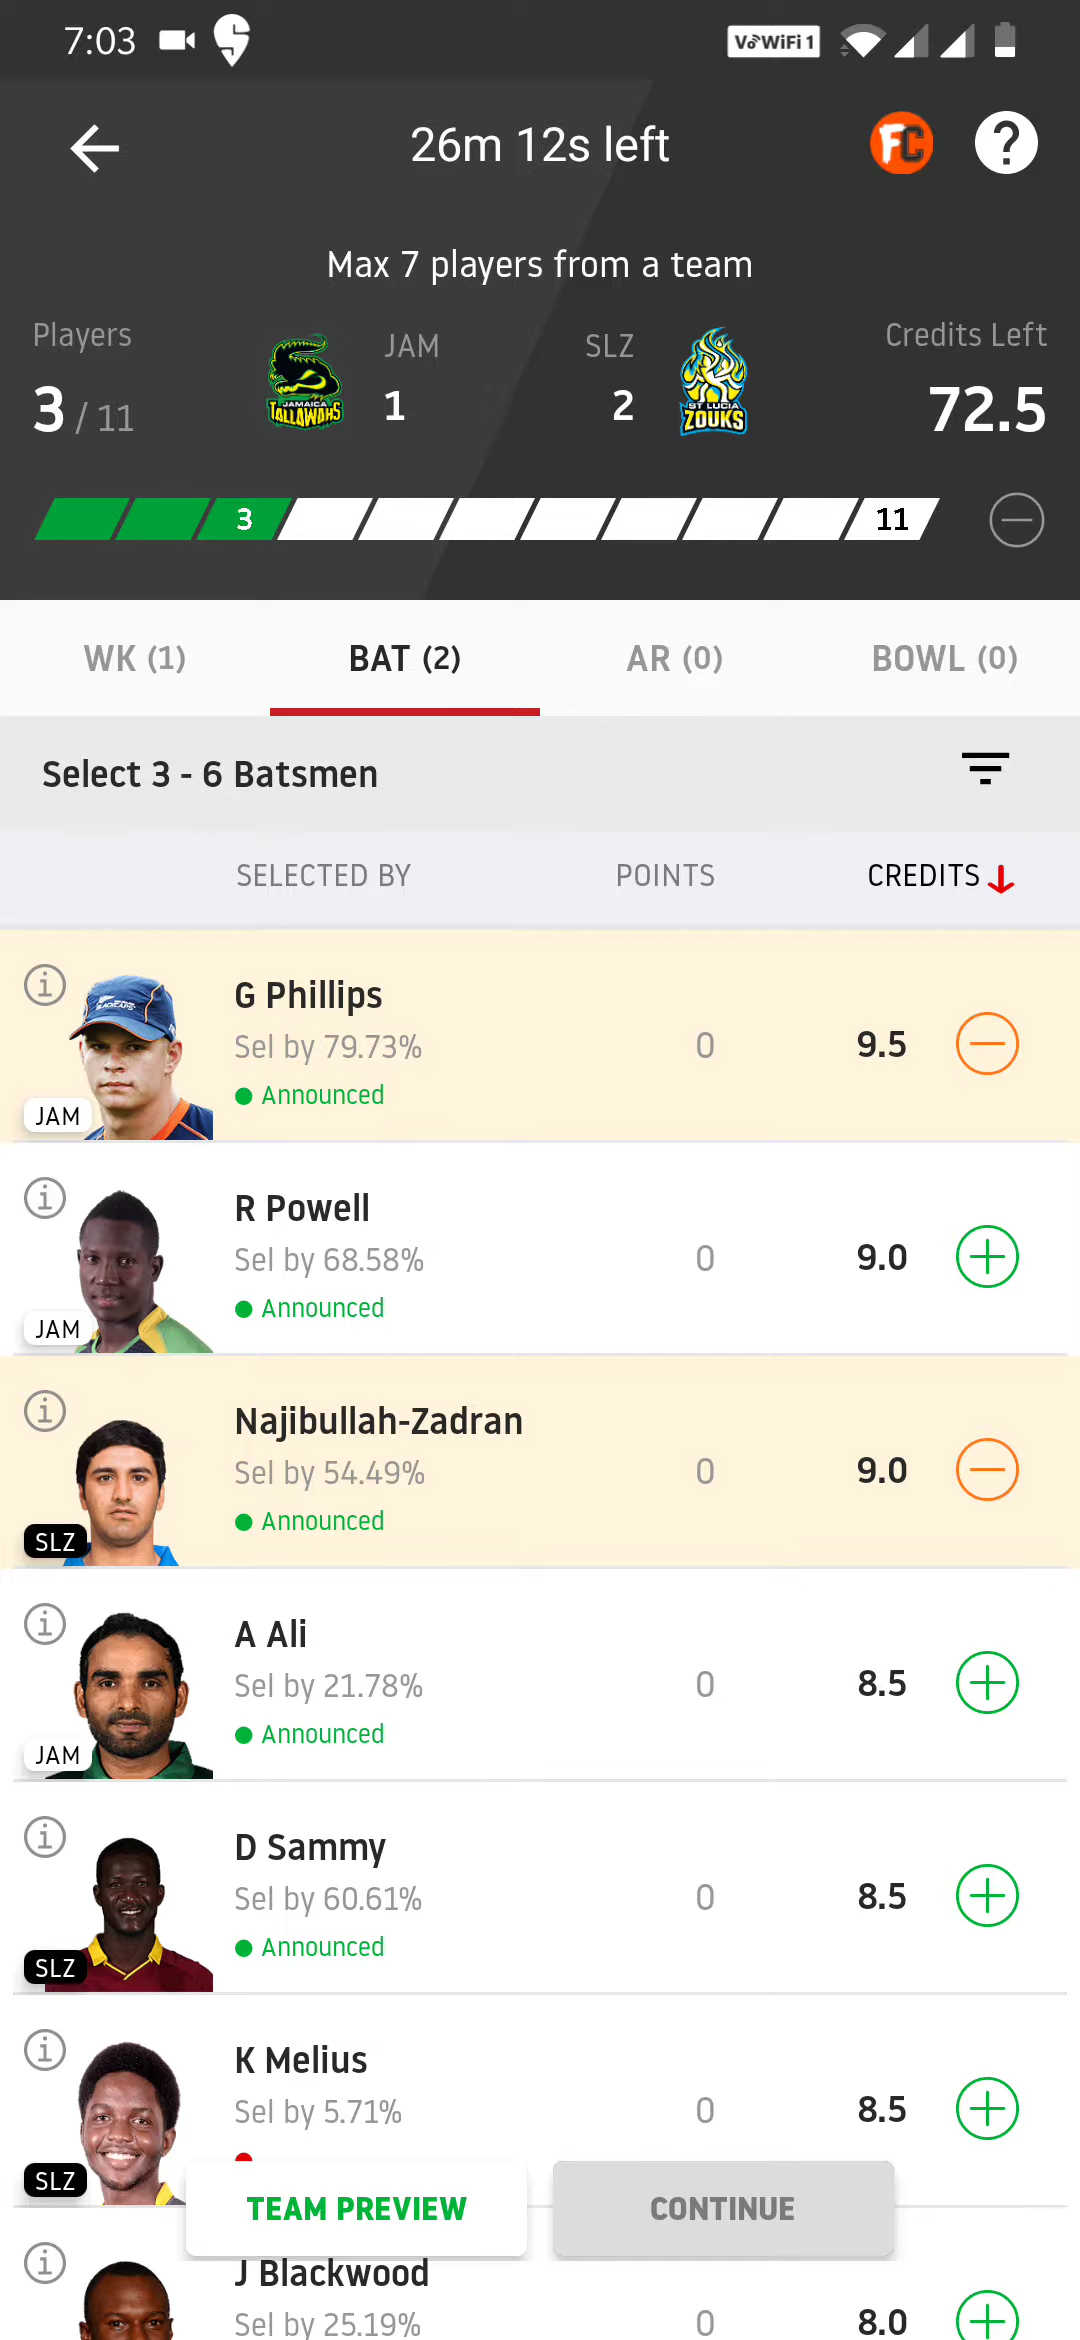 7:03 VoWiFi 1
26m 12s left FC ?
Max 7 players from a team
Players JAM SLZ Credits Left
3 / 11 JAMAICA TALLAWAHS 1 2 ST LUCIA ZOUKS 72.5
3 11
WK (1) BAT (2) AR (0) BOWL (0)
Select 3 - 6 Batsmen
SELECTED BY POINTS CREDITS
G Phillips
Sel by 79.73% 0 9.5
Announced
JAM
R Powell
Sel by 68.58% 0 9.0
Announced
JAM
Najibullah-Zadran
Sel by 54.49% 0 9.0
Announced
SLZ
A Ali
Sel by 21.78% 0 8.5
Announced
JAM
D Sammy
Sel by 60.61% 0 8.5
Announced
SLZ
K Melius
Sel by 5.71% 0 8.5
SLZ
TEAM PREVIEW CONTINUE
J Blackwood
Sel by 25.19% 0 8.0